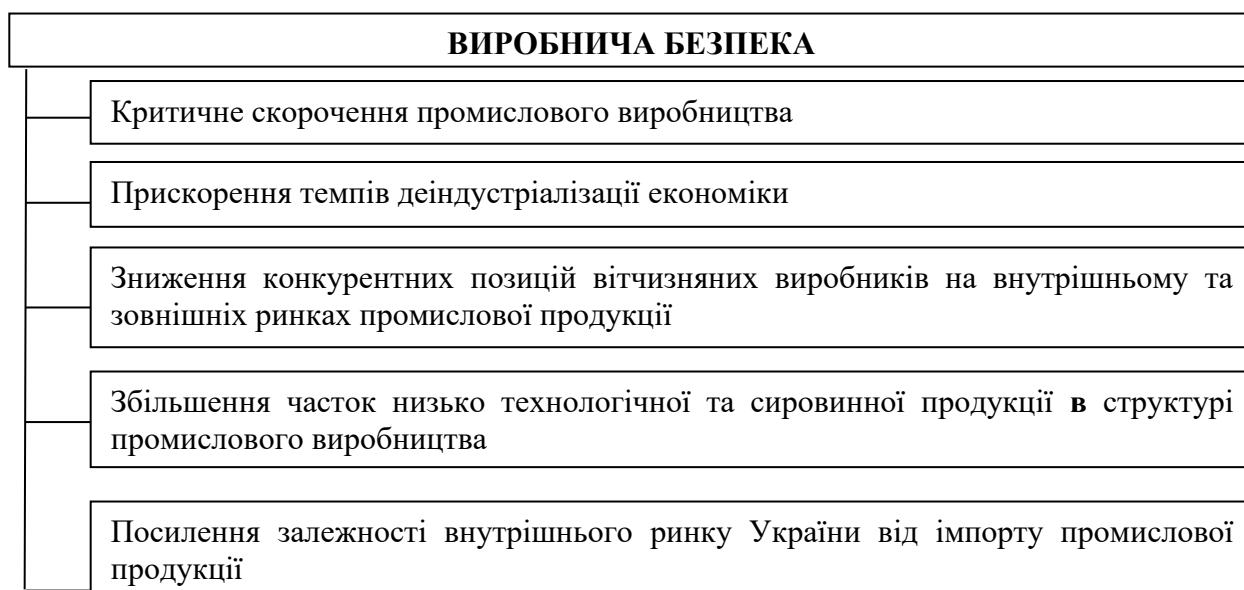 ВИРОБНИЧА БЕЗПЕКА
Критичне скорочення промислового виробництва
Прискорення темпів деіндустріалізації економіки
Зниження конкурентних позицій вітчизняних виробників на внутрішньому та
зовнішніх ринках промислової продукції
Збільшення часток низько технологічної та сировинної продукції в структурі
промислового виробництва
Посилення залежності внутрішнього ринку України від імпорту промислової
продукції